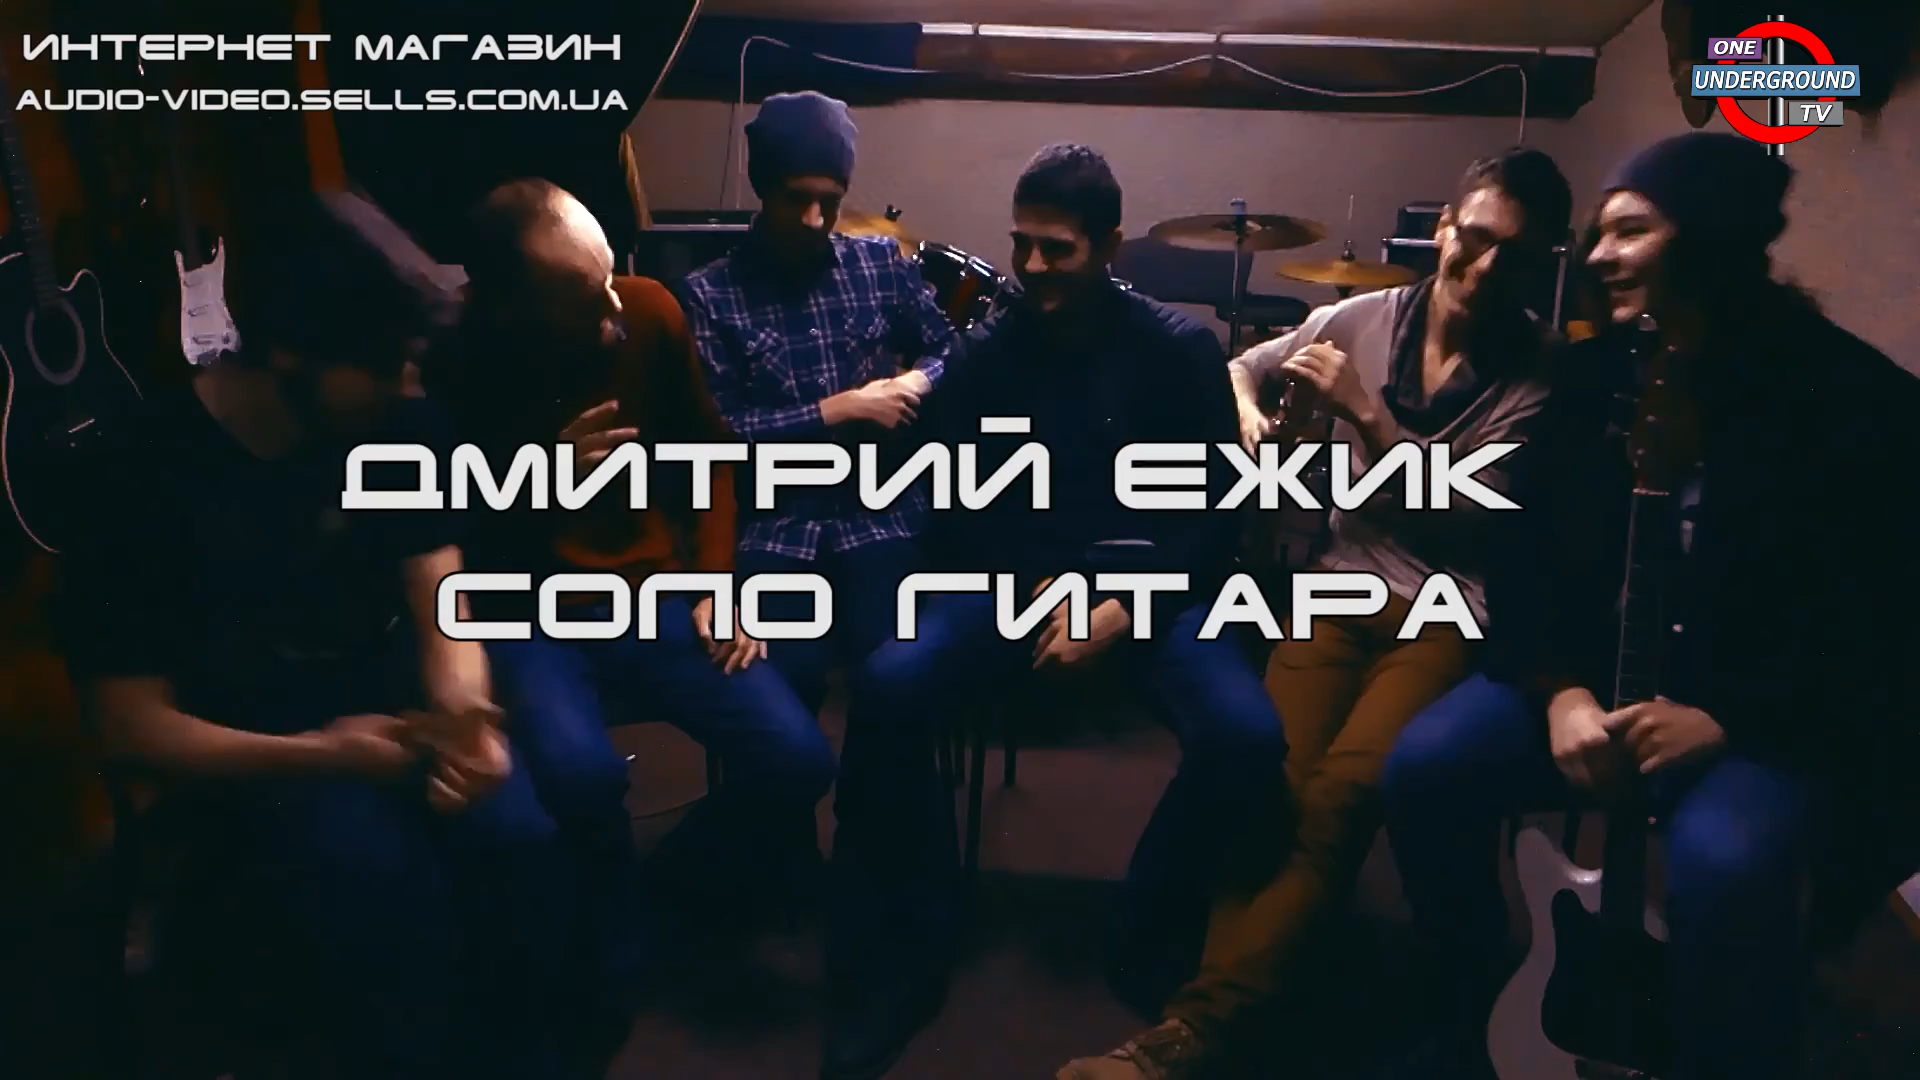 ИНТЕРНЕТ МАГАЗИН
AUDIO-VIDEO.SELLS.COM.UA
ONE
UNDERGROUND
TV
ДМИТРИЙ ЕЖИК
СОЛО ГИТАРА